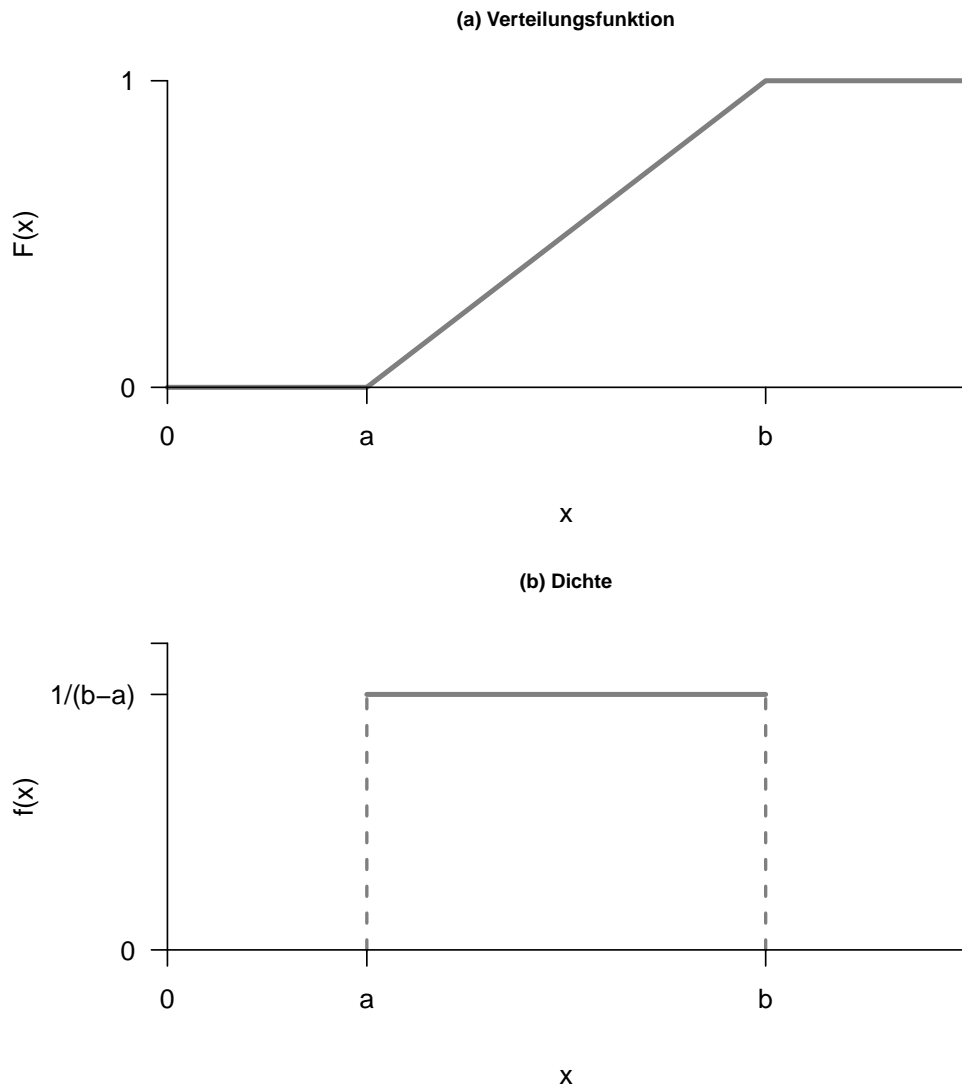 (a) Verteilungsfunktion
1
F(x)
0
0 a b
x
(b) Dichte
1/(b−a)
f(x)
0
0 a b
x